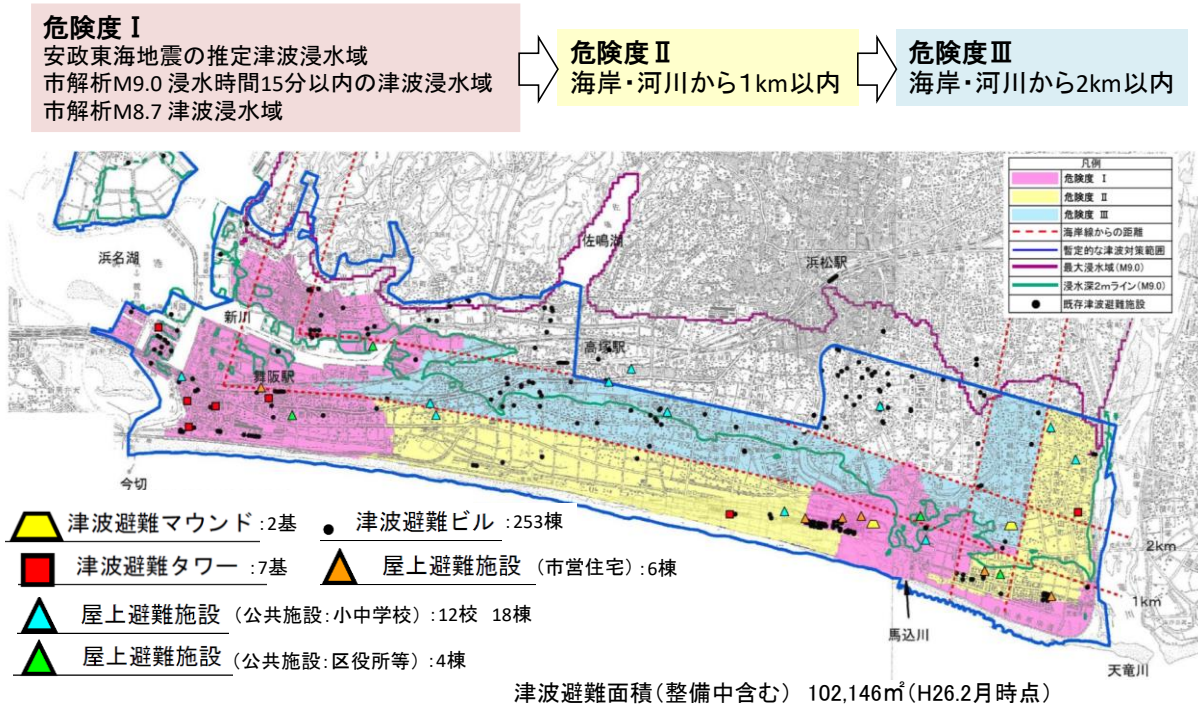 危険度Ⅰ
安政東海地震の推定津波浸水域
市解析M9.0 浸水時間15分以内の津波浸水域
市解析M8.7 津波浸水域
危険度Ⅱ
海岸・河川から1km以内
危険度Ⅲ
海岸・河川から2km以内
凡例
危険度 Ⅰ
危険度 Ⅱ
危険度 Ⅲ
海岸線からの距離
暫定的な津波対策範囲
最大浸水域(M9.0)
浸水深2mライン(M9.0)
既存津波避難施設
浜名湖
佐鳴湖
浜松駅
新川
高塚駅
舞阪駅
今切
2km
1km
馬込川
天竜川
津波避難マウンド:2基
津波避難ビル:253棟
津波避難タワー:7基
屋上避難施設(市営住宅):6棟
屋上避難施設(公共施設:小中学校):12校 18棟
屋上避難施設(公共施設:区役所等):4棟
津波避難面積(整備中含む) 102,146㎡(H26.2月時点)